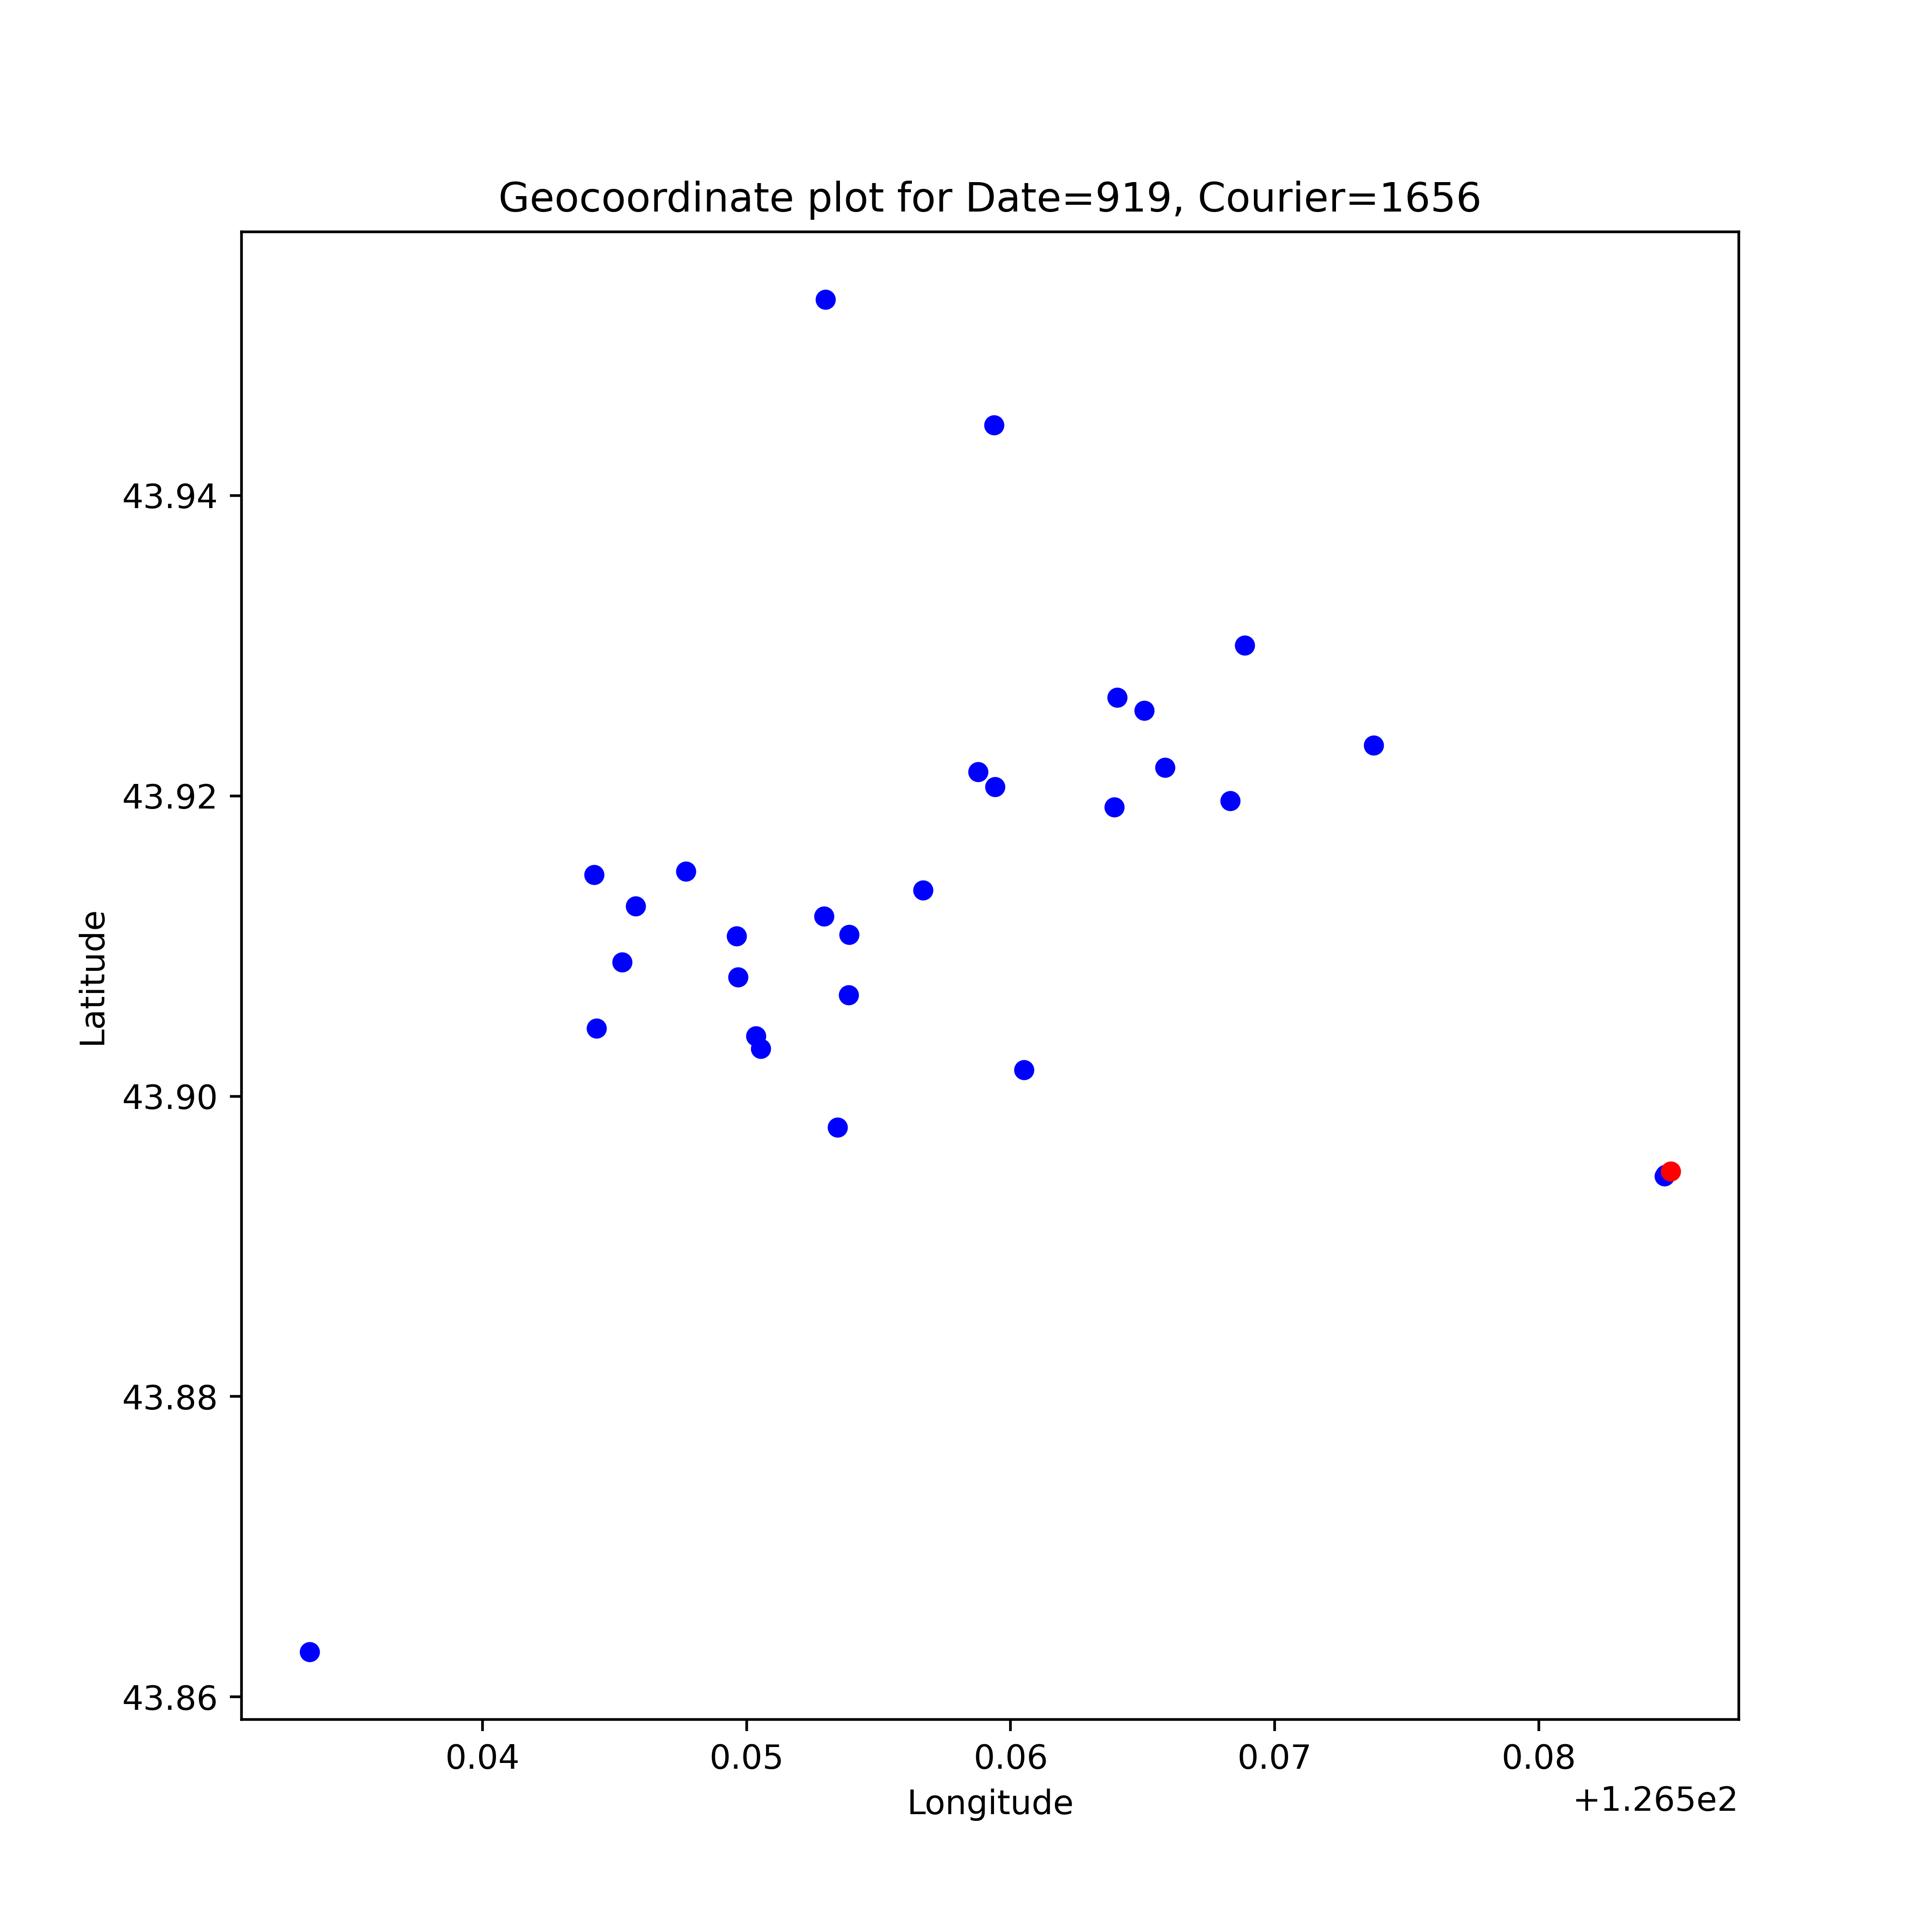 Geocoordinate plot for Date=919, Courier=1656
43.94
43.92
43.90
43.88
43.86
Latitude
0.04 0.05 0.06 0.07 0.08
Longitude
+1.265e2